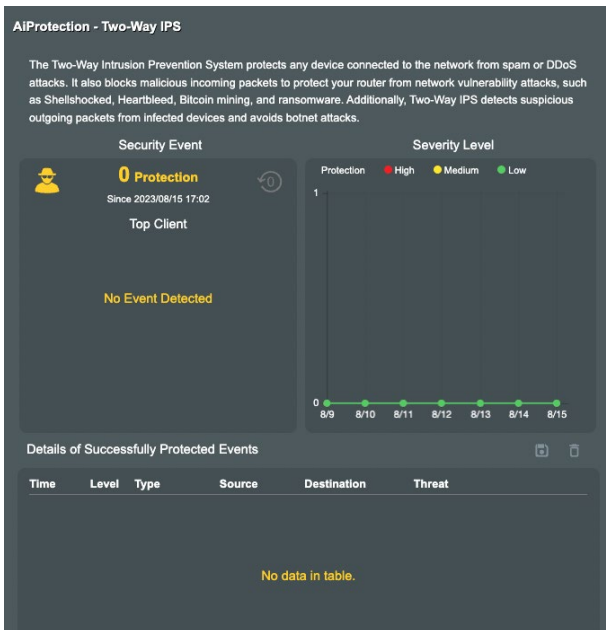 AiProtection - Two-Way IPS
The Two-Way Intrusion Prevention System protects any device connected to the network from spam or DDoS
attacks. It also blocks malicious incoming packets to protect your router from network vulnerability attacks, such
as Shellshocked, Heartbleed, Bitcoin mining, and ransomware. Additionally, Two-Way IPS detects suspicious
outgoing packets from infected devices and avoids botnet attacks.
Security Event
0 Protection
0
Since 2023/08/15 17:02
Top Client
No Event Detected
Severity Level
Protection High Medium Low
1
0
8/9 8/10 8/11 8/12 8/13 8/14 8/15
Details of Successfully Protected Events
Time Level Type Source Destination Threat
No data in table.